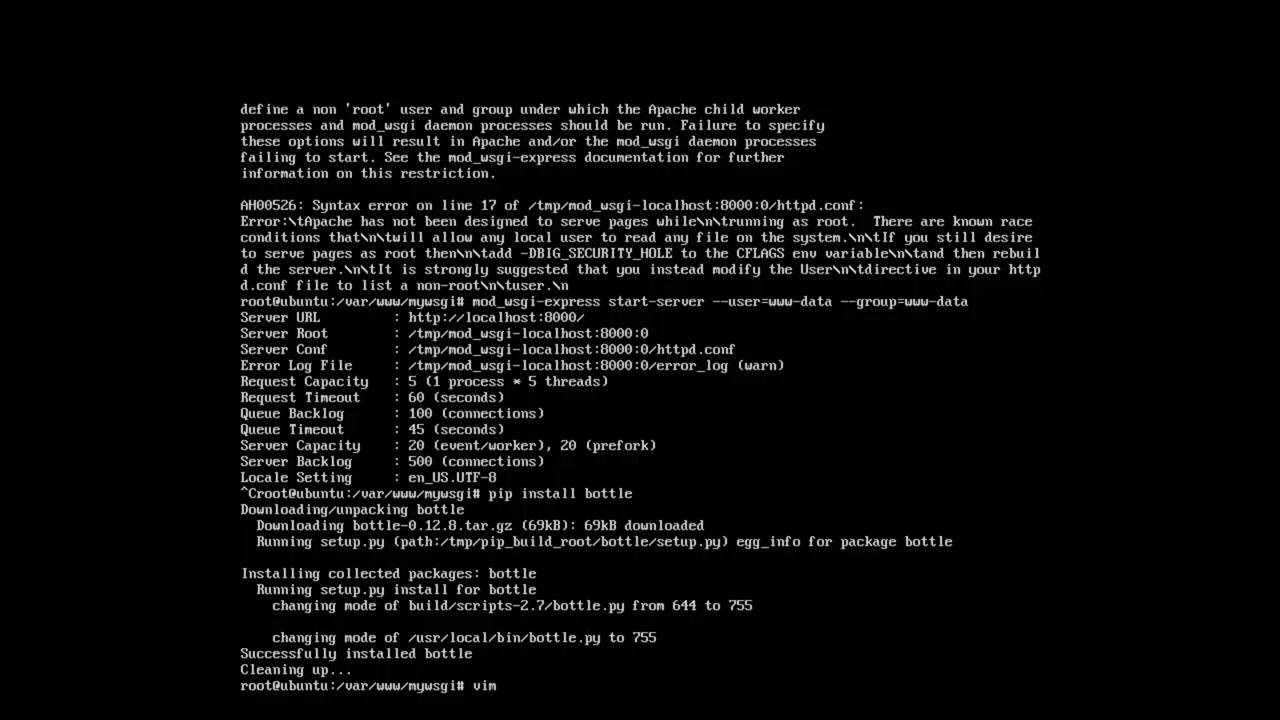 define a non 'root' user and group under which the Apache child worker
processes and mod_wsgi daemon processes should be run. Failure to specify
these options will result in Apache and/or the mod_wsgi daemon processes
failing to start. See the mod_wsgi-express documentation for further
information on this restriction.
AH00526: Syntax error on line 17 of /tmp/mod_wsgi-localhost:8000:0/httpd.conf:
Error:\tApache has not been designed to serve pages while\n\trunning as root.  There are known race
conditions that\n\twill allow any local user to read any file on the system.\n\tIf you still desire
to serve pages as root then\n\tadd -DBIG_SECURITY_HOLE to the CFLAGS env variable\n\tand then rebuil
d the server.\n\tIt is strongly suggested that you instead modify the User\n\tdirective in your http
d.conf file to list a non-root\n\tuser.\n
root@ubuntu:/var/www/mywsgi# mod_wsgi-express start-server --user=www-data --group=www-data
Server URL         : http://localhost:8000/
Server Root        : /tmp/mod_wsgi-localhost:8000:0
Server Conf        : /tmp/mod_wsgi-localhost:8000:0/httpd.conf
Error Log File     : /tmp/mod_wsgi-localhost:8000:0/error_log (warn)
Request Capacity   : 5 (1 process * 5 threads)
Request Timeout    : 60 (seconds)
Queue Backlog      : 100 (connections)
Queue Timeout      : 45 (seconds)
Server Capacity    : 20 (event/worker), 20 (prefork)
Server Backlog     : 500 (connections)
Locale Setting     : en_US.UTF-8
^Croot@ubuntu:/var/www/mywsgi# pip install bottle
Downloading/unpacking bottle
  Downloading bottle-0.12.8.tar.gz (69kB): 69kB downloaded
  Running setup.py (path:/tmp/pip_build_root/bottle/setup.py) egg_info for package bottle
Installing collected packages: bottle
  Running setup.py install for bottle
    changing mode of build/scripts-2.7/bottle.py from 644 to 755
    changing mode of /usr/local/bin/bottle.py to 755
Successfully installed bottle
Cleaning up...
root@ubuntu:/var/www/mywsgi# vim